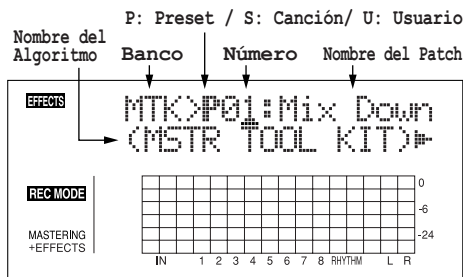 P: Preset / S: Canción/ U: Usuario
Nombre del
Algoritmo
Banco
Número
Nombre del Patch
EFFECTS
MTK>P01:Mix Down
(MSTR TOOL KIT)
REC MODE
MASTERING
+EFFECTS
0
-6
-24
IN 1 2 3 4 5 6 7 8 RHYTHM L R